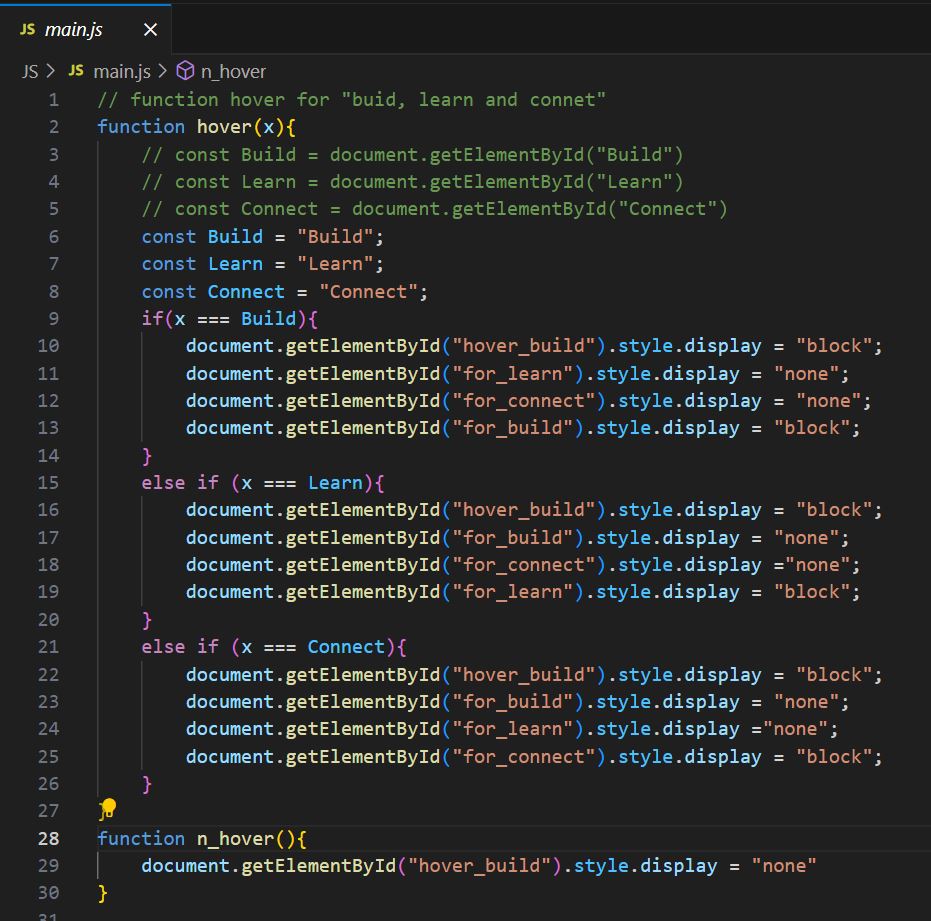 JS main.js ×
JS > JS main.js > n_hover
1 // function hover for "buid, learn and connet"
2 function hover(x){
3     // const Build = document.getElementById("Build")
4     // const Learn = document.getElementById("Learn")
5     // const Connect = document.getElementById("Connect")
6     const Build = "Build";
7     const Learn = "Learn";
8     const Connect = "Connect";
9     if(x === Build){
10         document.getElementById("hover_build").style.display = "block";
11         document.getElementById("for_learn").style.display = "none";
12         document.getElementById("for_connect").style.display = "none";
13         document.getElementById("for_build").style.display = "block";
14     }
15     else if (x === Learn){
16         document.getElementById("hover_build").style.display = "block";
17         document.getElementById("for_build").style.display = "none";
18         document.getElementById("for_connect").style.display ="none";
19         document.getElementById("for_learn").style.display = "block";
20     }
21     else if (x === Connect){
22         document.getElementById("hover_build").style.display = "block";
23         document.getElementById("for_build").style.display = "none";
24         document.getElementById("for_learn").style.display ="none";
25         document.getElementById("for_connect").style.display = "block";
26     }
27 }
28 function n_hover(){
29     document.getElementById("hover_build").style.display = "none"
30 }
31